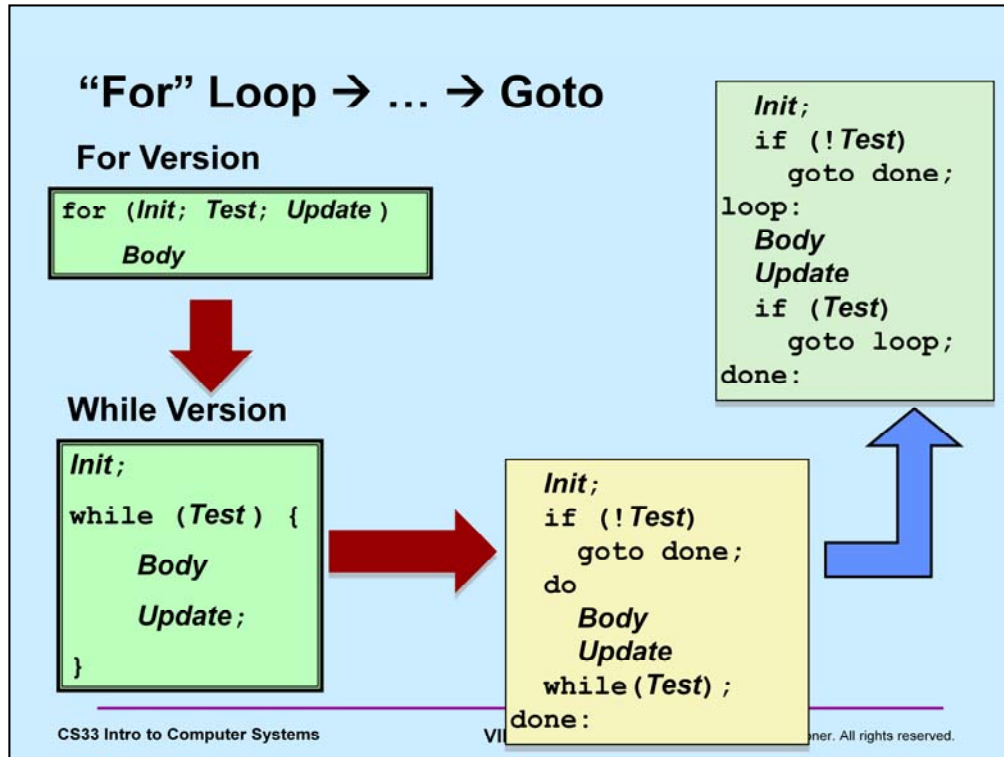 “For” Loop → … → Goto
For Version
for (Init; Test; Update )
Body
While Version
Init;
while (Test ) {
Body
Update;
}
Init;
if (!Test)
goto done;
do
Body
Update
while(Test);
done:
Init;
if (!Test)
goto done;
loop:
Body
Update
if (Test)
goto loop;
done:
CS33 Intro to Computer Systems
All rights reserved.